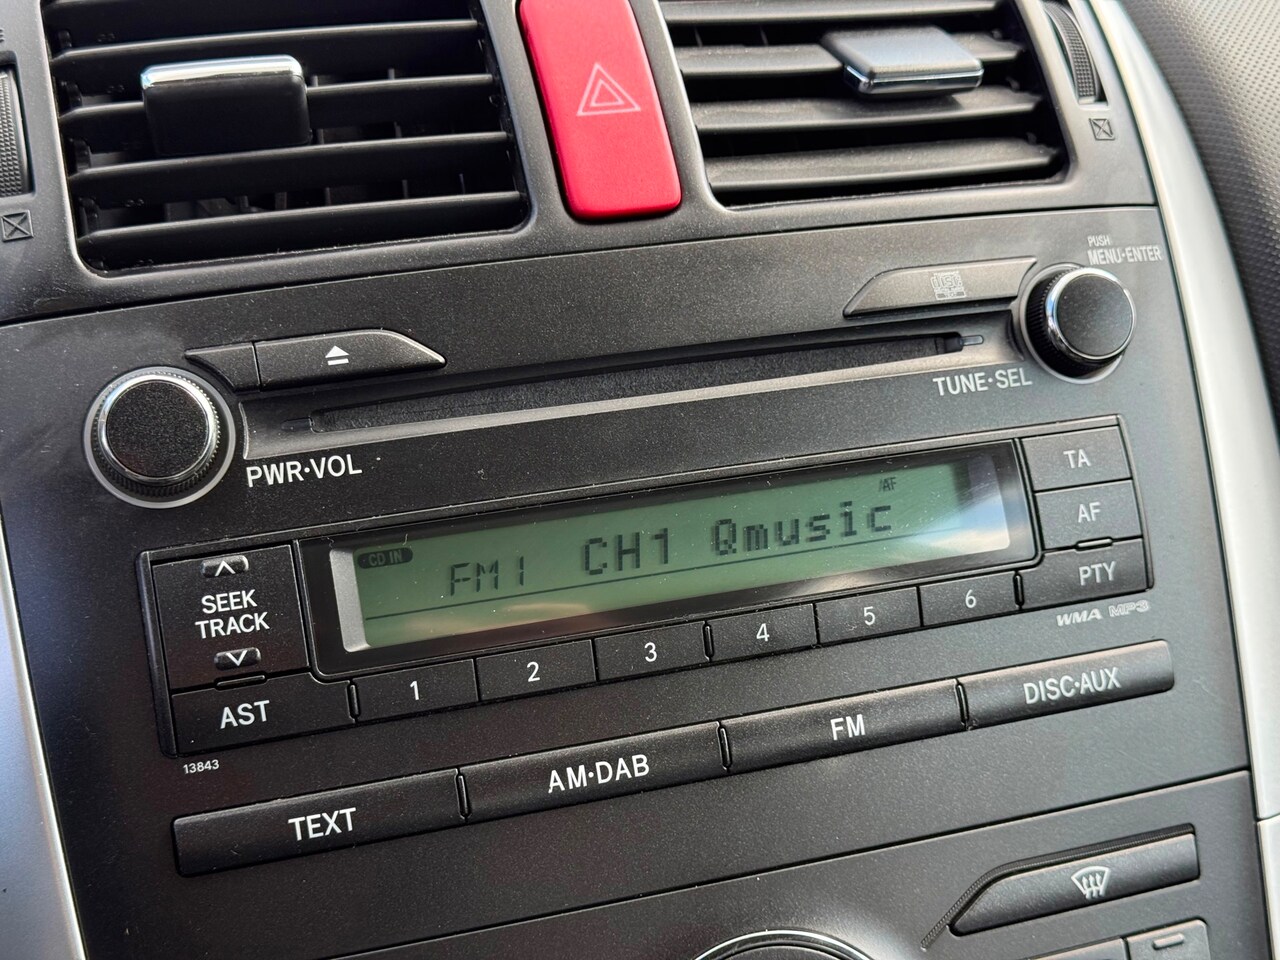 PUSH
MENU·ENTER
TUNE·SEL
PWR·VOL
CD IN
AF
FM1 CH1 Qmusic
TA
AF
PTY
WMA MP3
SEEK
TRACK
AST
1 2 3 4 5 6
13843
TEXT AM·DAB FM DISC·AUX